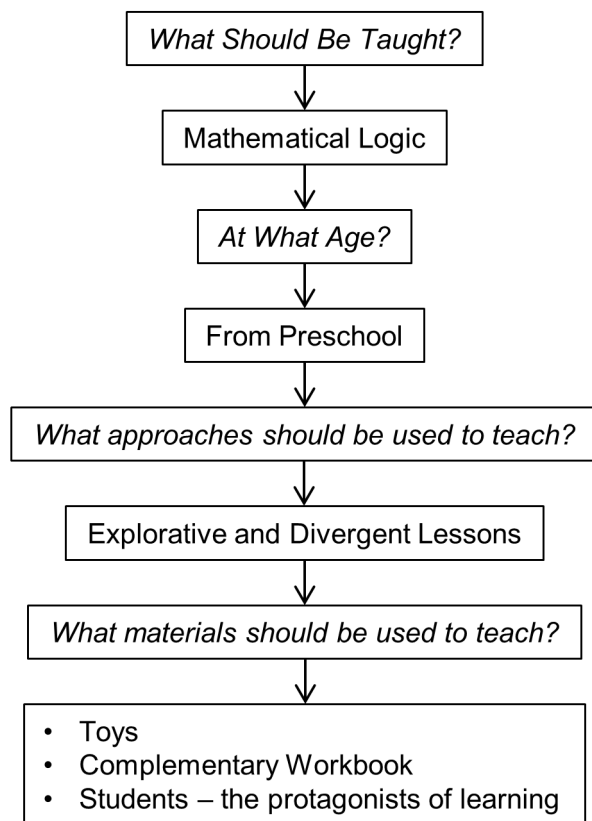 What Should Be Taught?
Mathematical Logic
At What Age?
From Preschool
What approaches should be used to teach?
Explorative and Divergent Lessons
What materials should be used to teach?
• Toys
• Complementary Workbook
• Students – the protagonists of learning